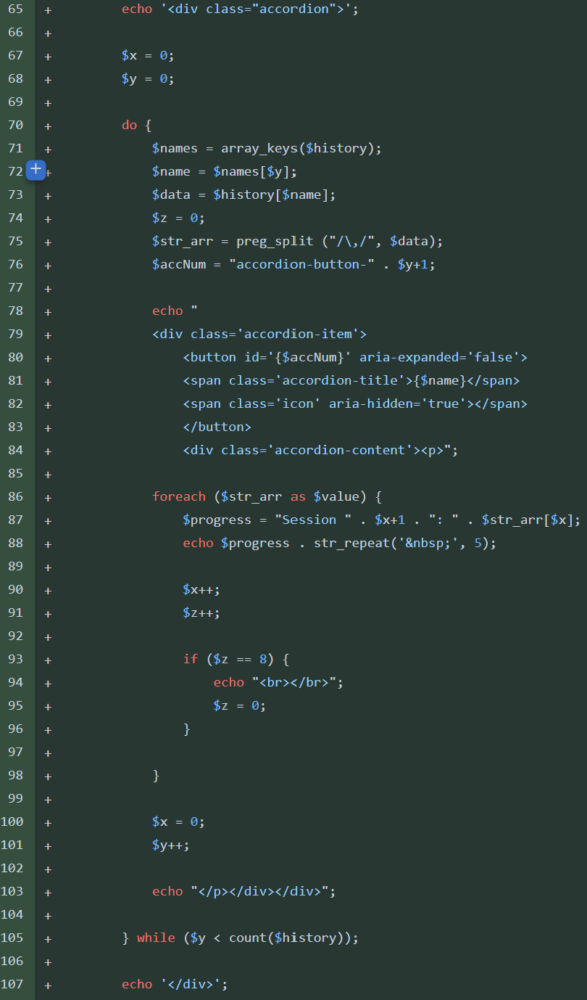 65 + echo '<div class="accordion">';
66 +
67 + $x = 0;
68 + $y = 0;
69 +
70 + do {
71 + $names = array_keys($history);
72 + $name = $names[$y];
73 + $data = $history[$name];
74 + $z = 0;
75 + $str_arr = preg_split ("/\,/", $data);
76 + $accNum = "accordion-button-" . $y+1;
77 +
78 + echo "
79 + <div class='accordion-item'>
80 + <button id='{$accNum}' aria-expanded='false'>
81 + <span class='accordion-title'>{$name}</span>
82 + <span class='icon' aria-hidden='true'></span>
83 + </button>
84 + <div class='accordion-content'><p>";
85 +
86 + foreach ($str_arr as $value) {
87 + $progress = "Session " . $x+1 . ": " . $str_arr[$x];
88 + echo $progress . str_repeat('&nbsp;', 5);
89 +
90 + $x++;
91 + $z++;
92 +
93 + if ($z == 8) {
94 + echo "<br></br>";
95 + $z = 0;
96 + }
97 +
98 + }
99 +
100 + $x = 0;
101 + $y++;
102 +
103 + echo "</p></div></div>";
104 +
105 + } while ($y < count($history));
106 +
107 + echo '</div>';